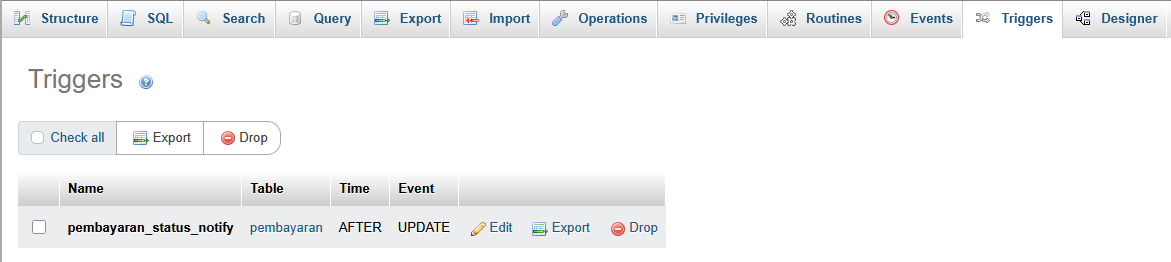 Structure SQL Search Query Export Import Operations Privileges Routines Events Triggers Designer
Triggers
Check all Export Drop
Name Table Time Event
pembayaran_status_notify pembayaran AFTER UPDATE Edit Export Drop